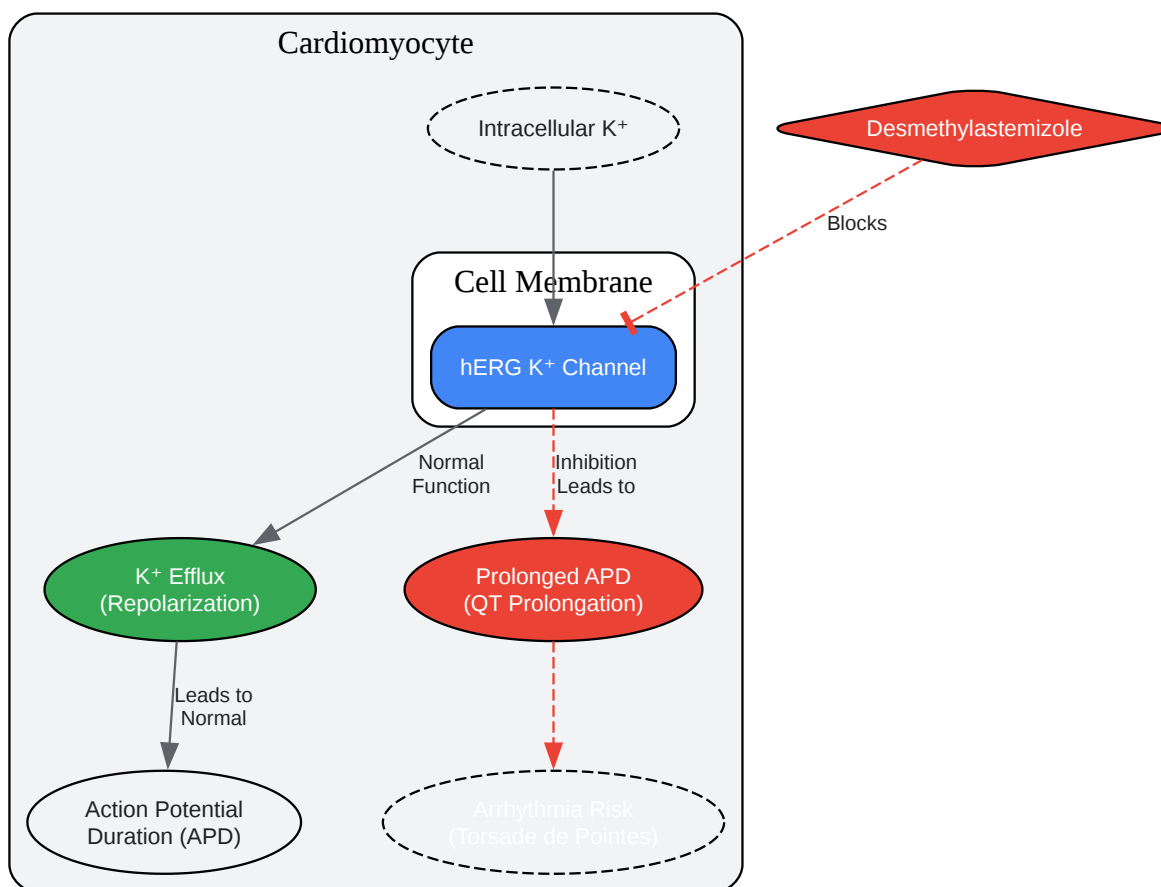 Cardiomyocyte
Intracellular K⁺
Desmethylastemizole
Blocks
Cell Membrane
hERG K⁺ Channel
Normal
Function
Inhibition
Leads to
K⁺ Efflux
(Repolarization)
Prolonged APD
(QT Prolongation)
Leads to
Normal
Action Potential
Duration (APD)
Arrhythmia Risk
(Torsade de Pointes)